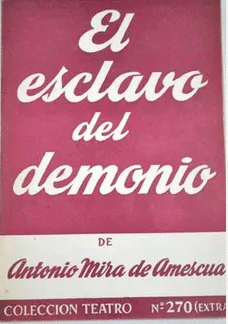 El
esclavo
del
demonio
DE
Antonio Mira de Amescua
COLECCION TEATRO Nº 270 (EXTRA